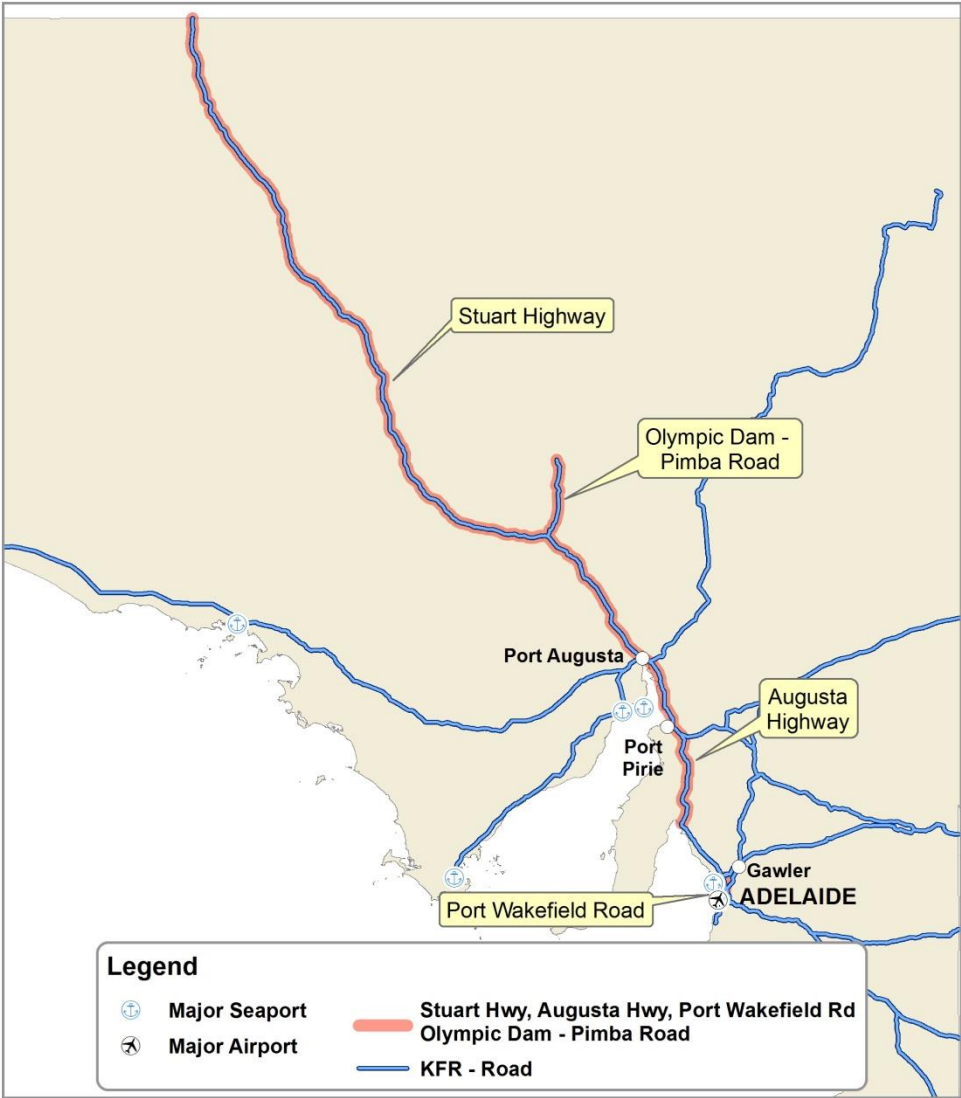 Stuart Highway
Olympic Dam -
Pimba Road
Port Augusta
Augusta
Highway
Port
Pirie
Gawler
ADELAIDE
Port Wakefield Road
Legend
Major Seaport
Major Airport
Stuart Hwy, Augusta Hwy, Port Wakefield Rd
Olympic Dam - Pimba Road
KFR - Road